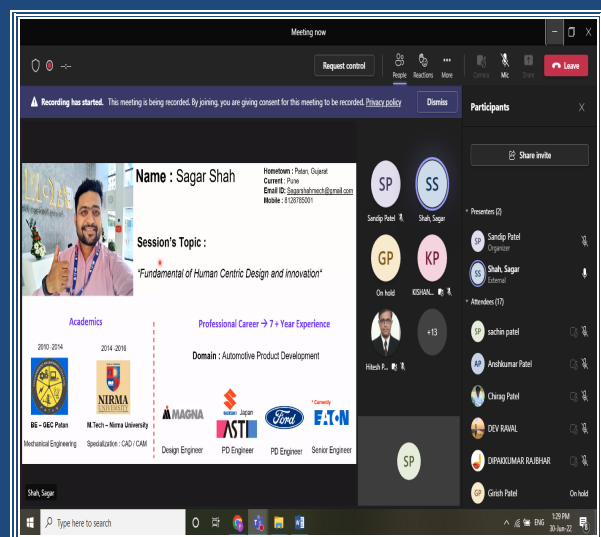 Meeting now
--:--
Request control
People
Reactions
More
Camera
Mic
Share
Leave
Recording has started. This meeting is being recorded. By joining, you are giving consent for this meeting to be recorded. Privacy policy
Dismiss
Participants
Share invite
Name : Sagar Shah
Hometown : Patan, Gujarat
Current : Pune
Email ID: Sagarshahmech@gmail.com
Mobile : 8128785001
Session's Topic :
"Fundamental of Human Centric Design and innovation"
Academics
2010 -2014
2014 -2016
NIRMA
UNIVERSITY
BE – GEC Patan
M.Tech – Nirma University
Mechanical Engineering
Specialization : CAD / CAM
Professional Career → 7 + Year Experience
Domain : Automotive Product Development
MAGNA
SUZUKI
Japan
ASTI
Ford
* Currently
EATON
Design Engineer
PD Engineer
PD Engineer
Senior Engineer
Shah, Sagar
SP
Sandip Patel
SS
Shah, Sagar
GP
On hold
KP
KISHAN...
Hitesh P...
+13
SP
Presenters (2)
SP
Sandip Patel
Organizer
SS
Shah, Sagar
External
Attendees (17)
SP
sachin patel
AP
Anshkumar Patel
Chirag Patel
DEV RAVAL
DIPAKKUMAR RAJBHAR
GP
Girish Patel
On hold
Type here to search
ENG
1:29 PM
30-Jun-22